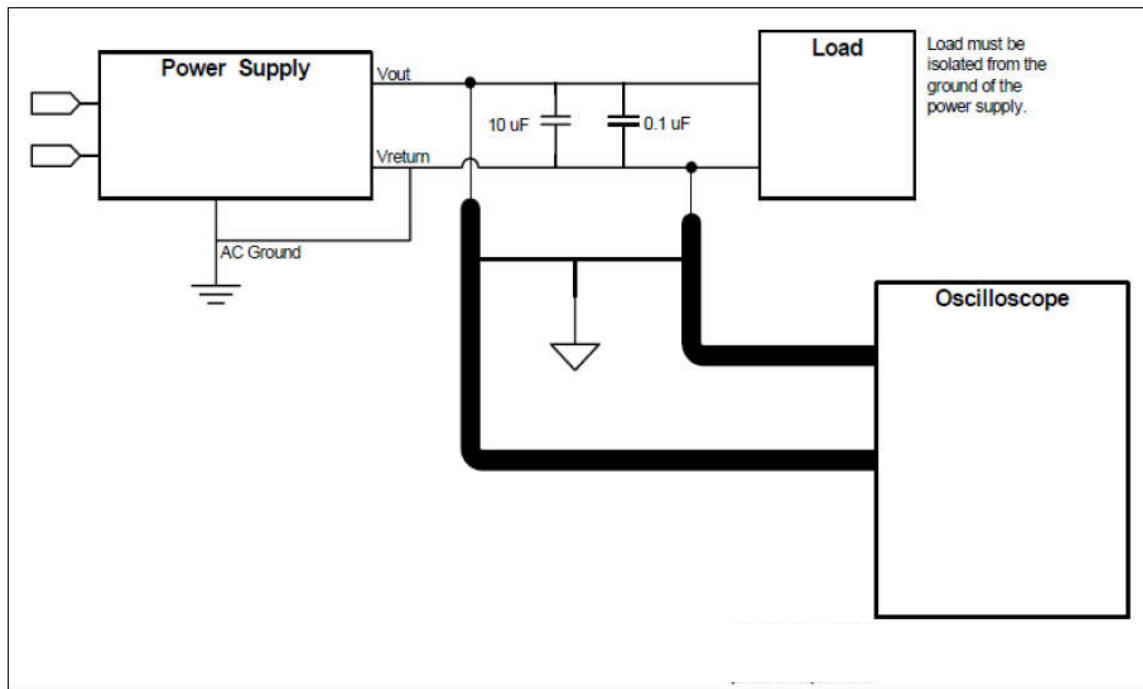 Power Supply
Vout
Vreturn
AC Ground
10 uF
0.1 uF
Load
Load must be
isolated from the
ground of the
power supply.
Oscilloscope